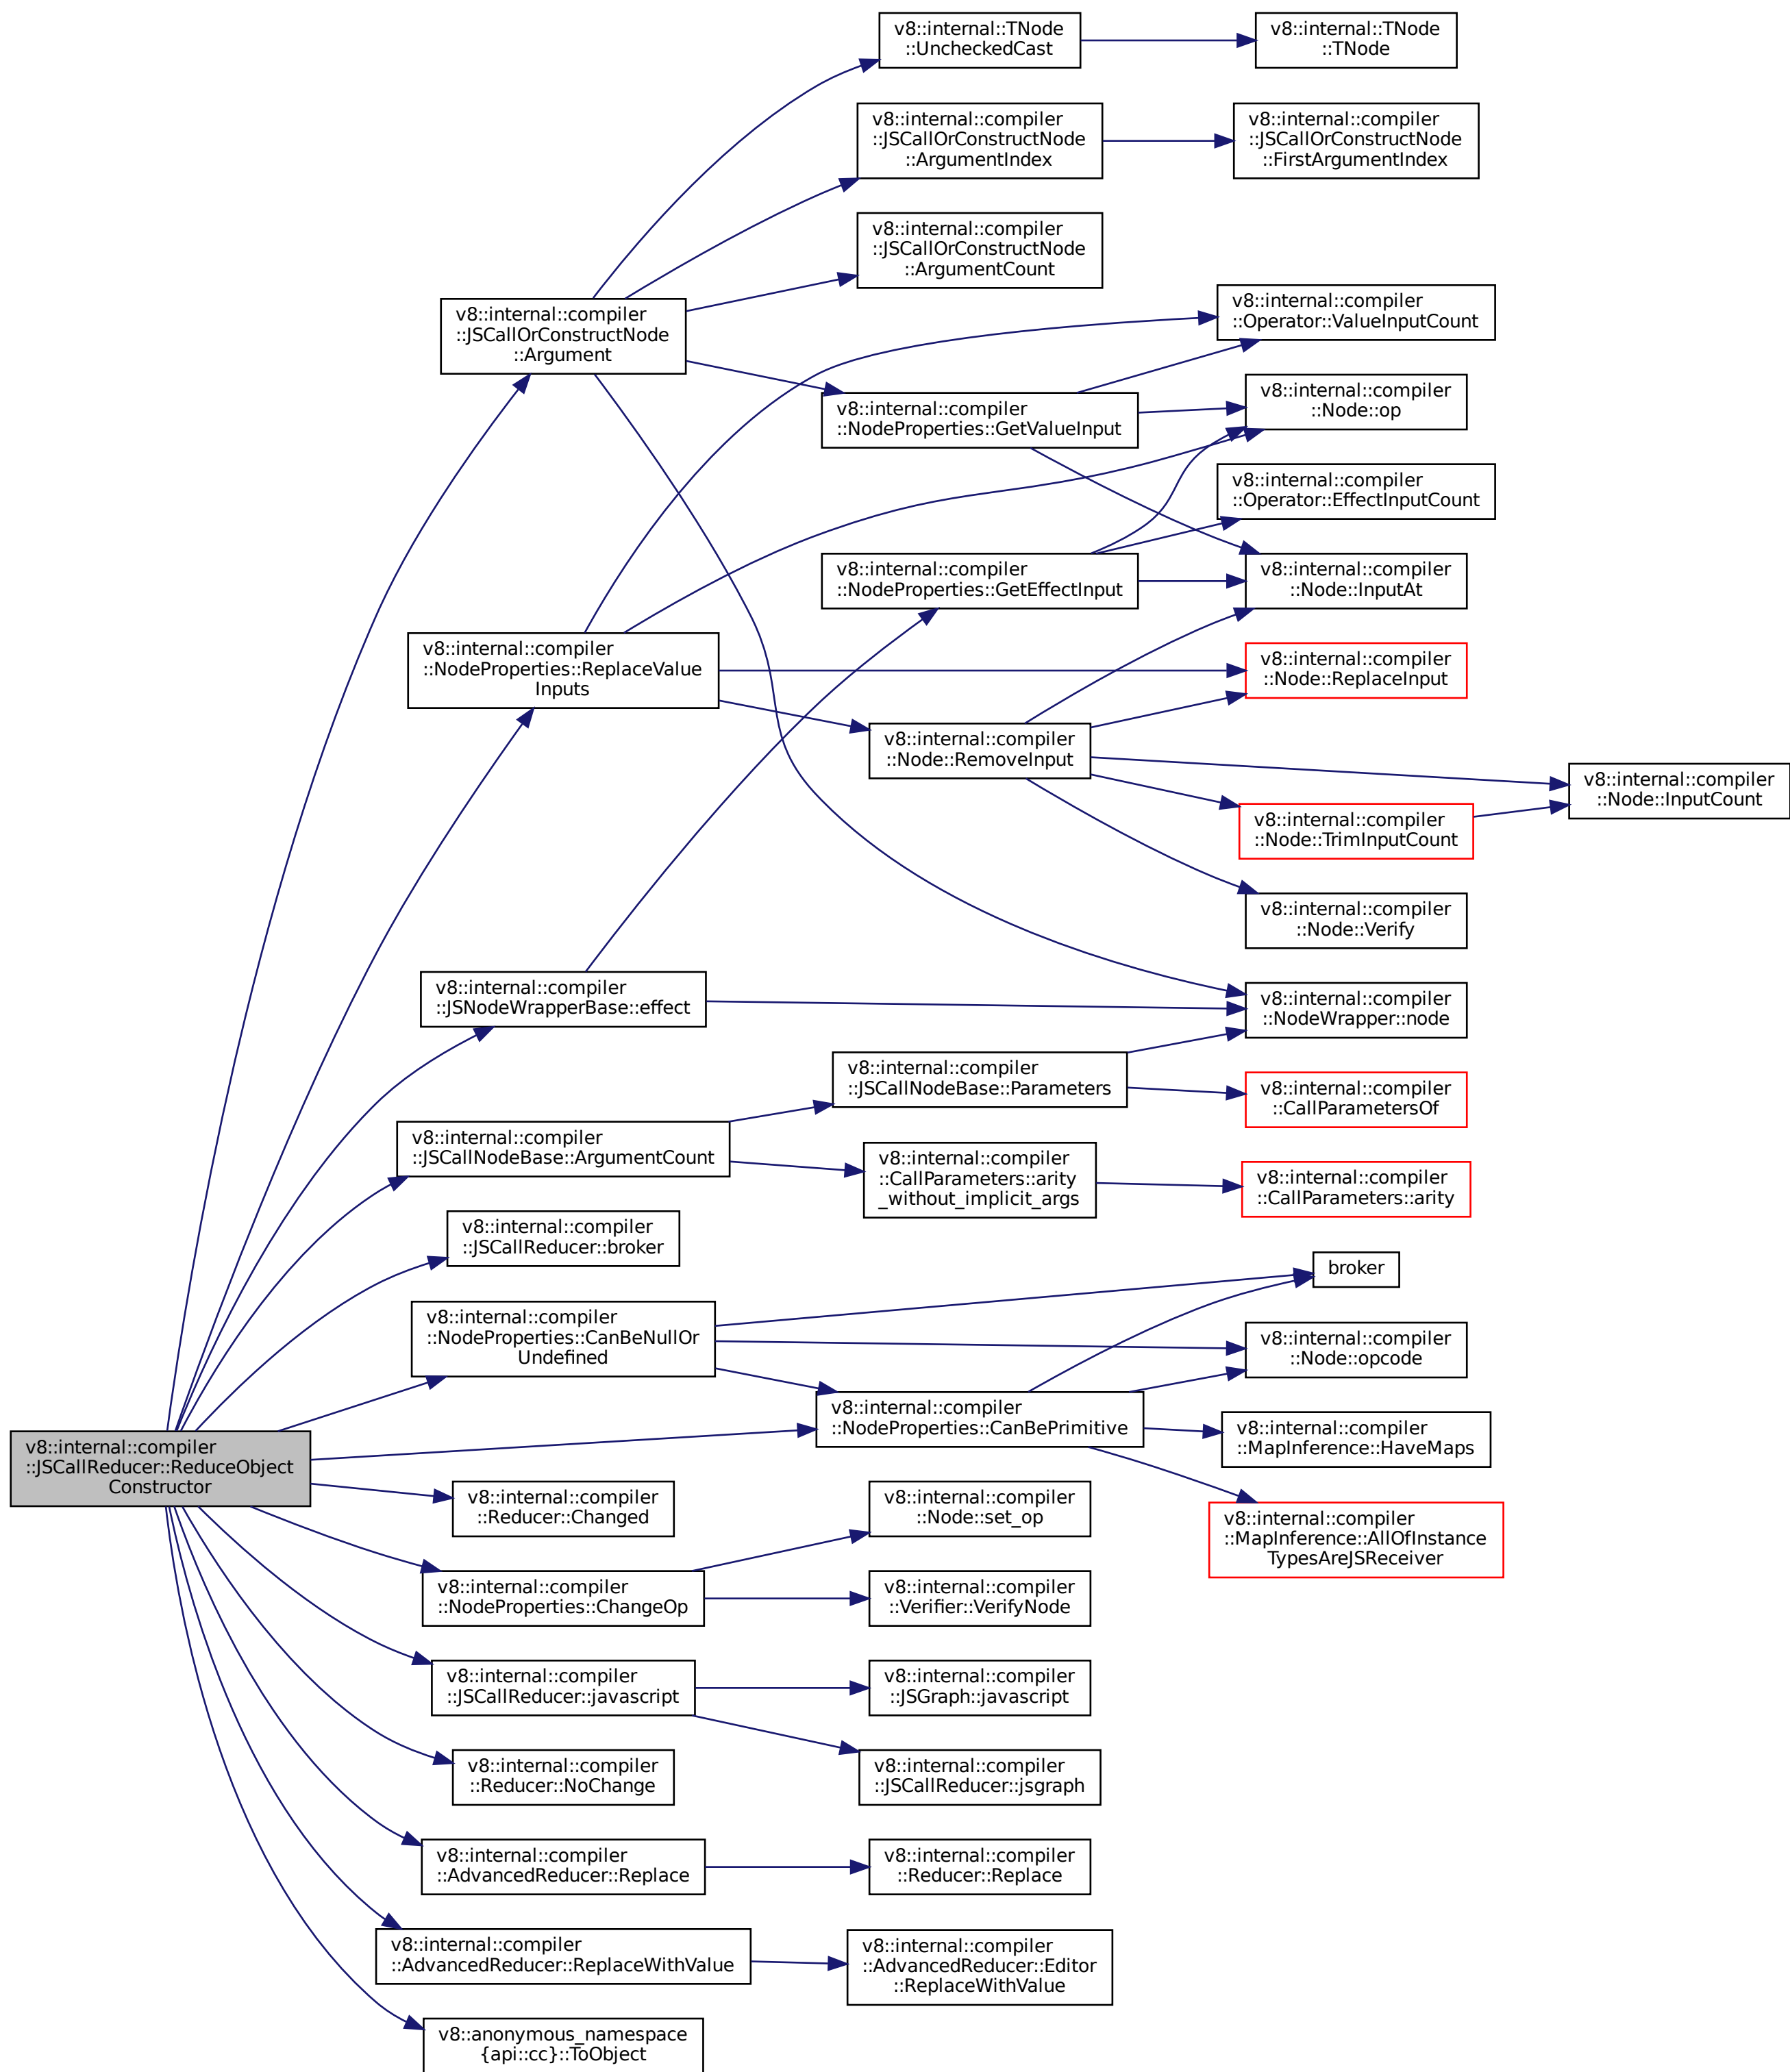 v8::internal::TNode
::UncheckedCast
v8::internal::TNode
::TNode
v8::internal::compiler
::JSCallOrConstructNode
::ArgumentIndex
v8::internal::compiler
::JSCallOrConstructNode
::FirstArgumentIndex
v8::internal::compiler
::JSCallOrConstructNode
::ArgumentCount
v8::internal::compiler
::JSCallOrConstructNode
::Argument
v8::internal::compiler
::Operator::ValueInputCount
v8::internal::compiler
::NodeProperties::GetValueInput
v8::internal::compiler
::Node::op
v8::internal::compiler
::Operator::EffectInputCount
v8::internal::compiler
::NodeProperties::GetEffectInput
v8::internal::compiler
::Node::InputAt
v8::internal::compiler
::NodeProperties::ReplaceValue
Inputs
v8::internal::compiler
::Node::ReplaceInput
v8::internal::compiler
::Node::RemoveInput
v8::internal::compiler
::Node::InputCount
v8::internal::compiler
::Node::TrimInputCount
v8::internal::compiler
::Node::Verify
v8::internal::compiler
::JSNodeWrapperBase::effect
v8::internal::compiler
::NodeWrapper::node
v8::internal::compiler
::JSCallNodeBase::Parameters
v8::internal::compiler
::CallParametersOf
v8::internal::compiler
::JSCallNodeBase::ArgumentCount
v8::internal::compiler
::CallParameters::arity
_without_implicit_args
v8::internal::compiler
::CallParameters::arity
v8::internal::compiler
::JSCallReducer::broker
broker
v8::internal::compiler
::NodeProperties::CanBeNullOr
Undefined
v8::internal::compiler
::Node::opcode
v8::internal::compiler
::NodeProperties::CanBePrimitive
v8::internal::compiler
::MapInference::HaveMaps
v8::internal::compiler
::JSCallReducer::ReduceObject
Constructor
v8::internal::compiler
::Reducer::Changed
v8::internal::compiler
::Node::set_op
v8::internal::compiler
::MapInference::AllOfInstance
TypesAreJSReceiver
v8::internal::compiler
::NodeProperties::ChangeOp
v8::internal::compiler
::Verifier::VerifyNode
v8::internal::compiler
::JSCallReducer::javascript
v8::internal::compiler
::JSGraph::javascript
v8::internal::compiler
::Reducer::NoChange
v8::internal::compiler
::JSCallReducer::jsgraph
v8::internal::compiler
::AdvancedReducer::Replace
v8::internal::compiler
::Reducer::Replace
v8::internal::compiler
::AdvancedReducer::ReplaceWithValue
v8::internal::compiler
::AdvancedReducer::Editor
::ReplaceWithValue
v8::anonymous_namespace
{api::cc}::ToObject